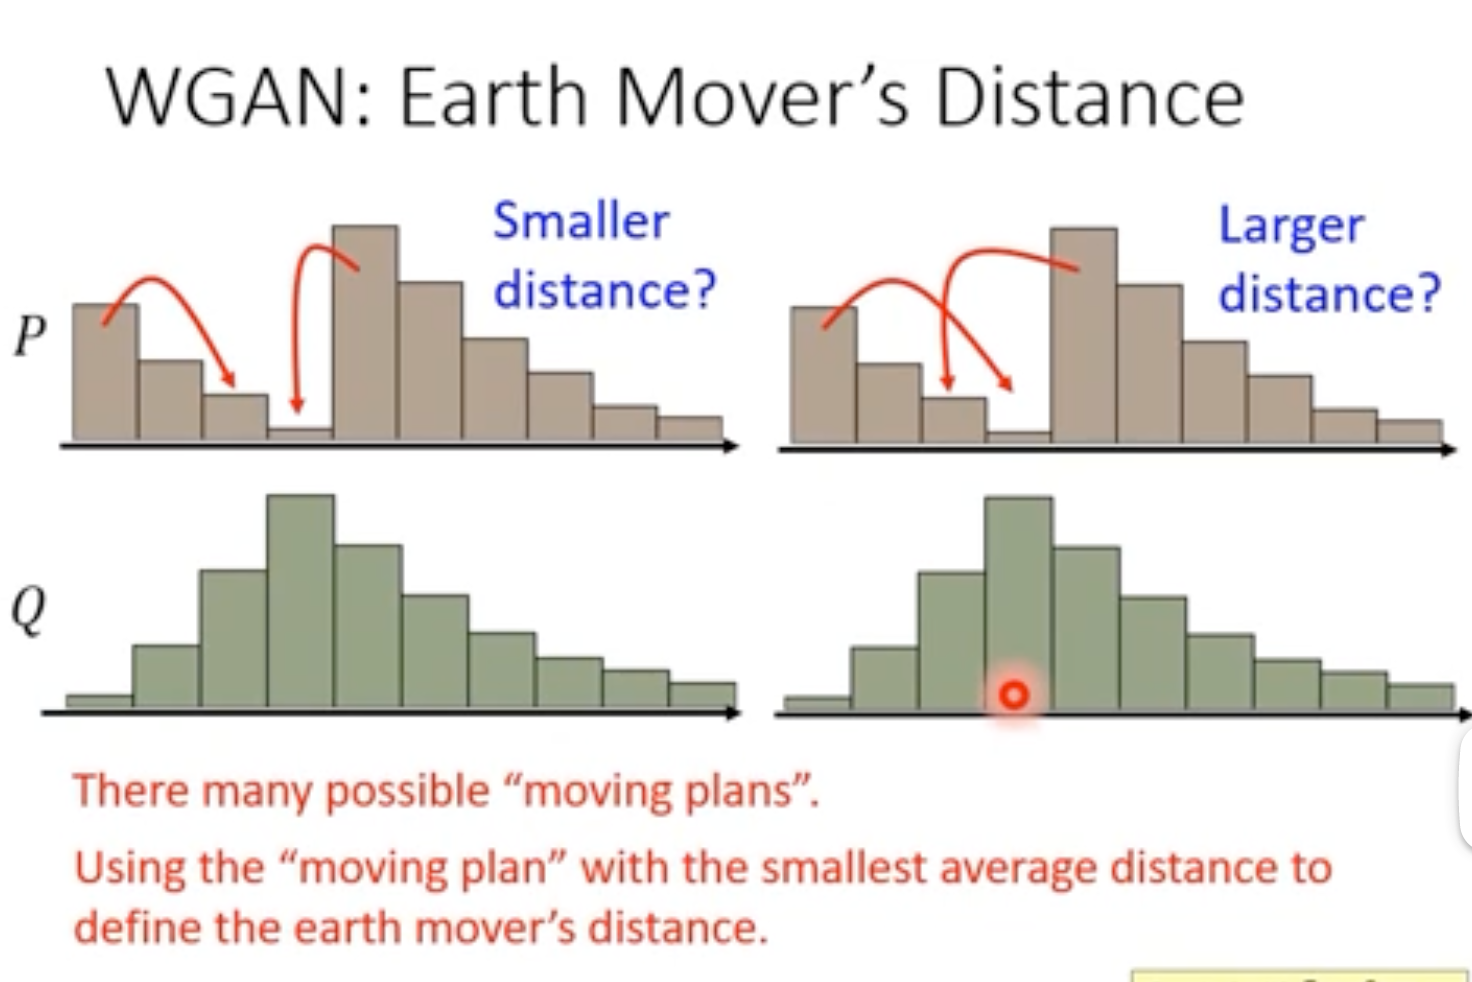 WGAN: Earth Mover's Distance
Smaller
distance?
Larger
distance?
P
Q
There many possible “moving plans”.
Using the “moving plan” with the smallest average distance to
define the earth mover's distance.